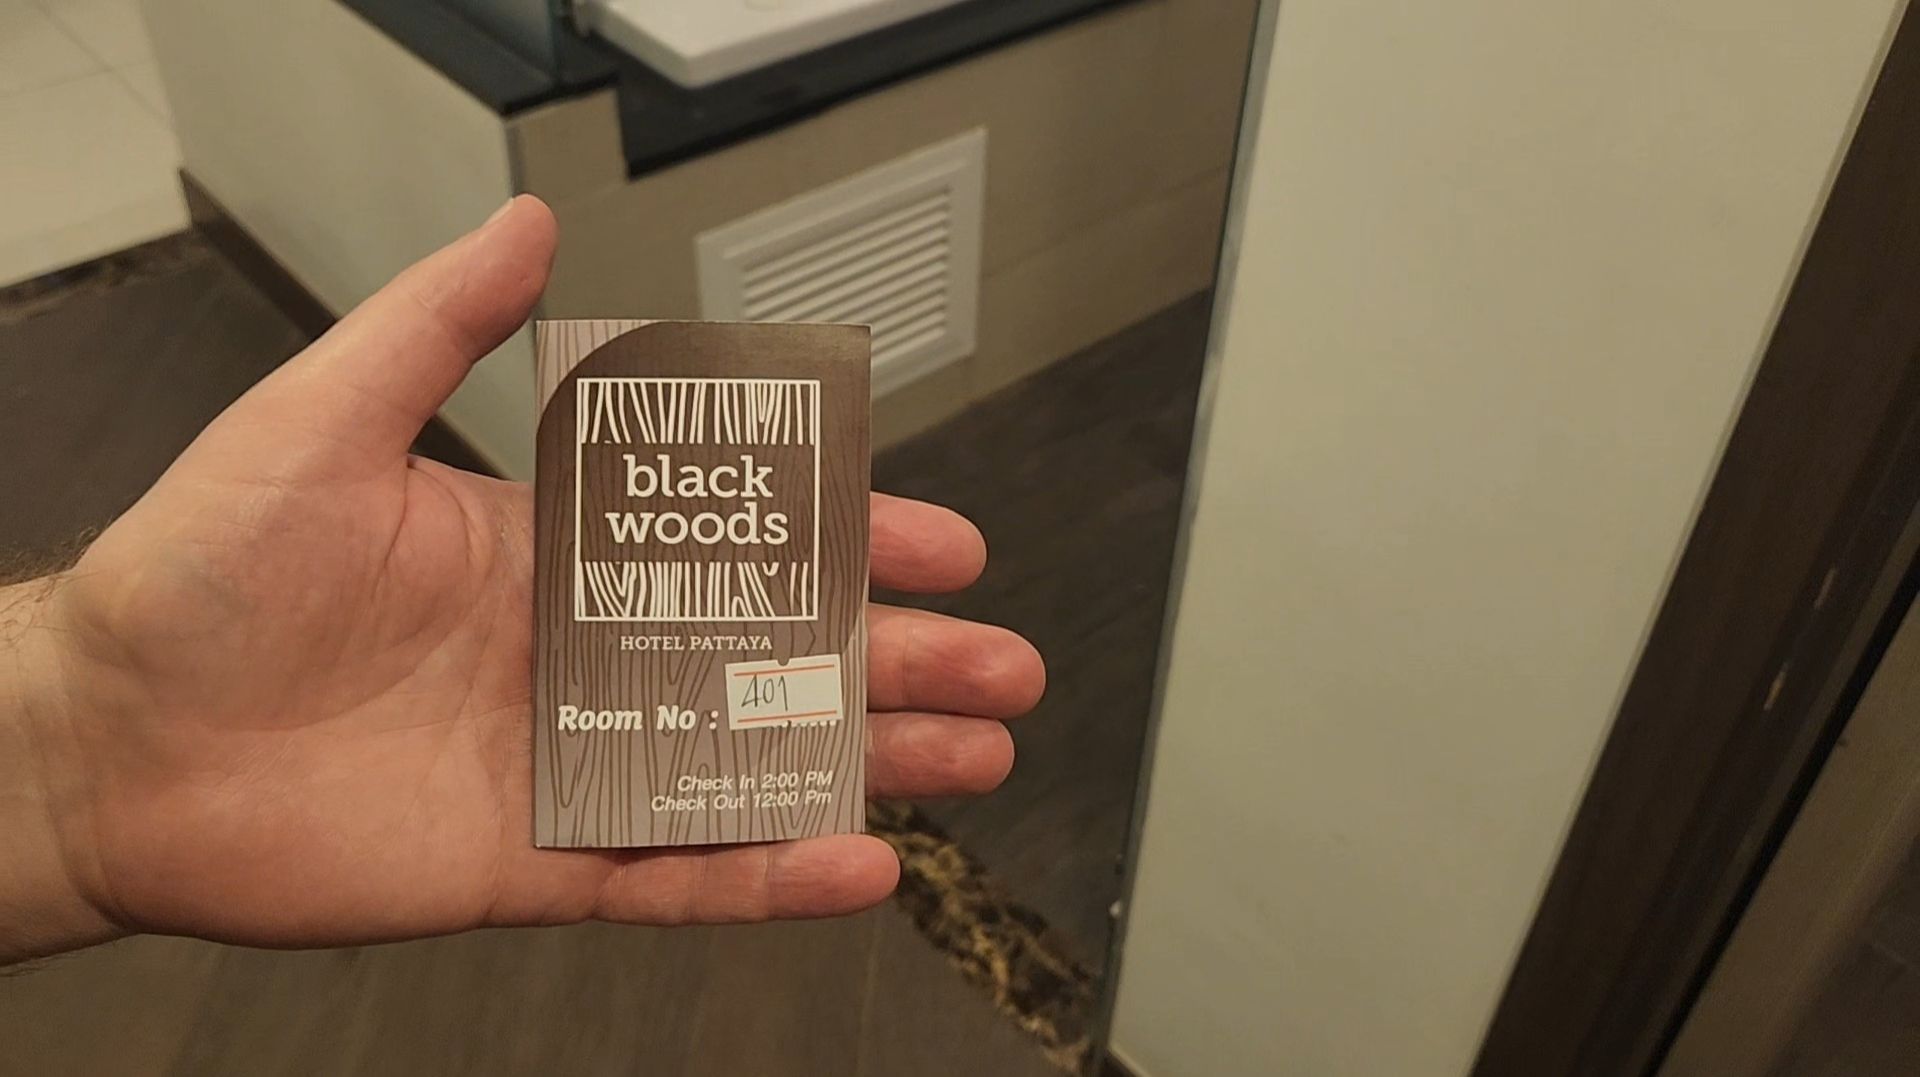 black
woods
HOTEL PATTAYA
Room No : 401
Check In 2:00 PM
Check Out 12:00 Pm